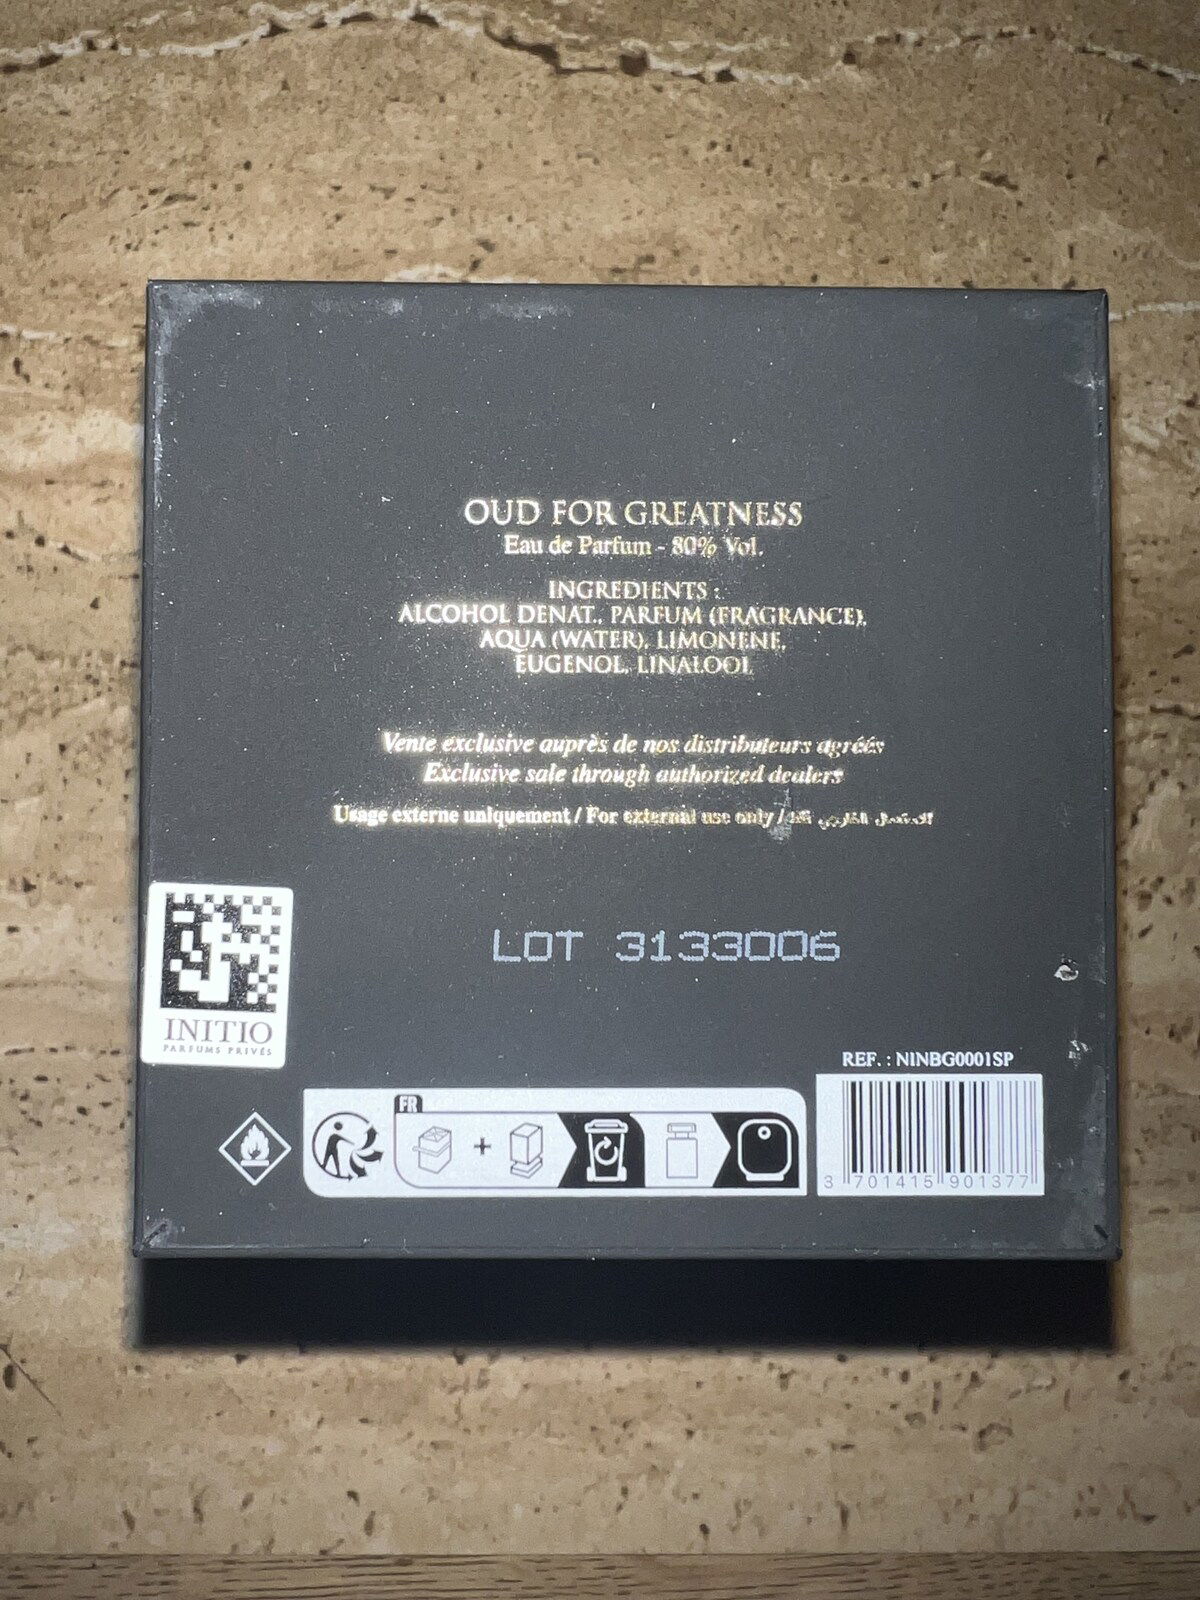 OUD FOR GREATNESS
Eau de Parfum - 80% Vol.
INGREDIENTS :
ALCOHOL DENAT., PARFUM (FRAGRANCE),
AQUA (WATER), LIMONENE,
EUGENOL, LINALOOL
Vente exclusive auprès de nos distributeurs agréés
Exclusive sale through authorized dealers
Usage externe uniquement / For external use only /
LOT 3133006
INITIO
PARFUMS PRIVÉS
REF. : NINBG0001SP
FR
3 701415 901377